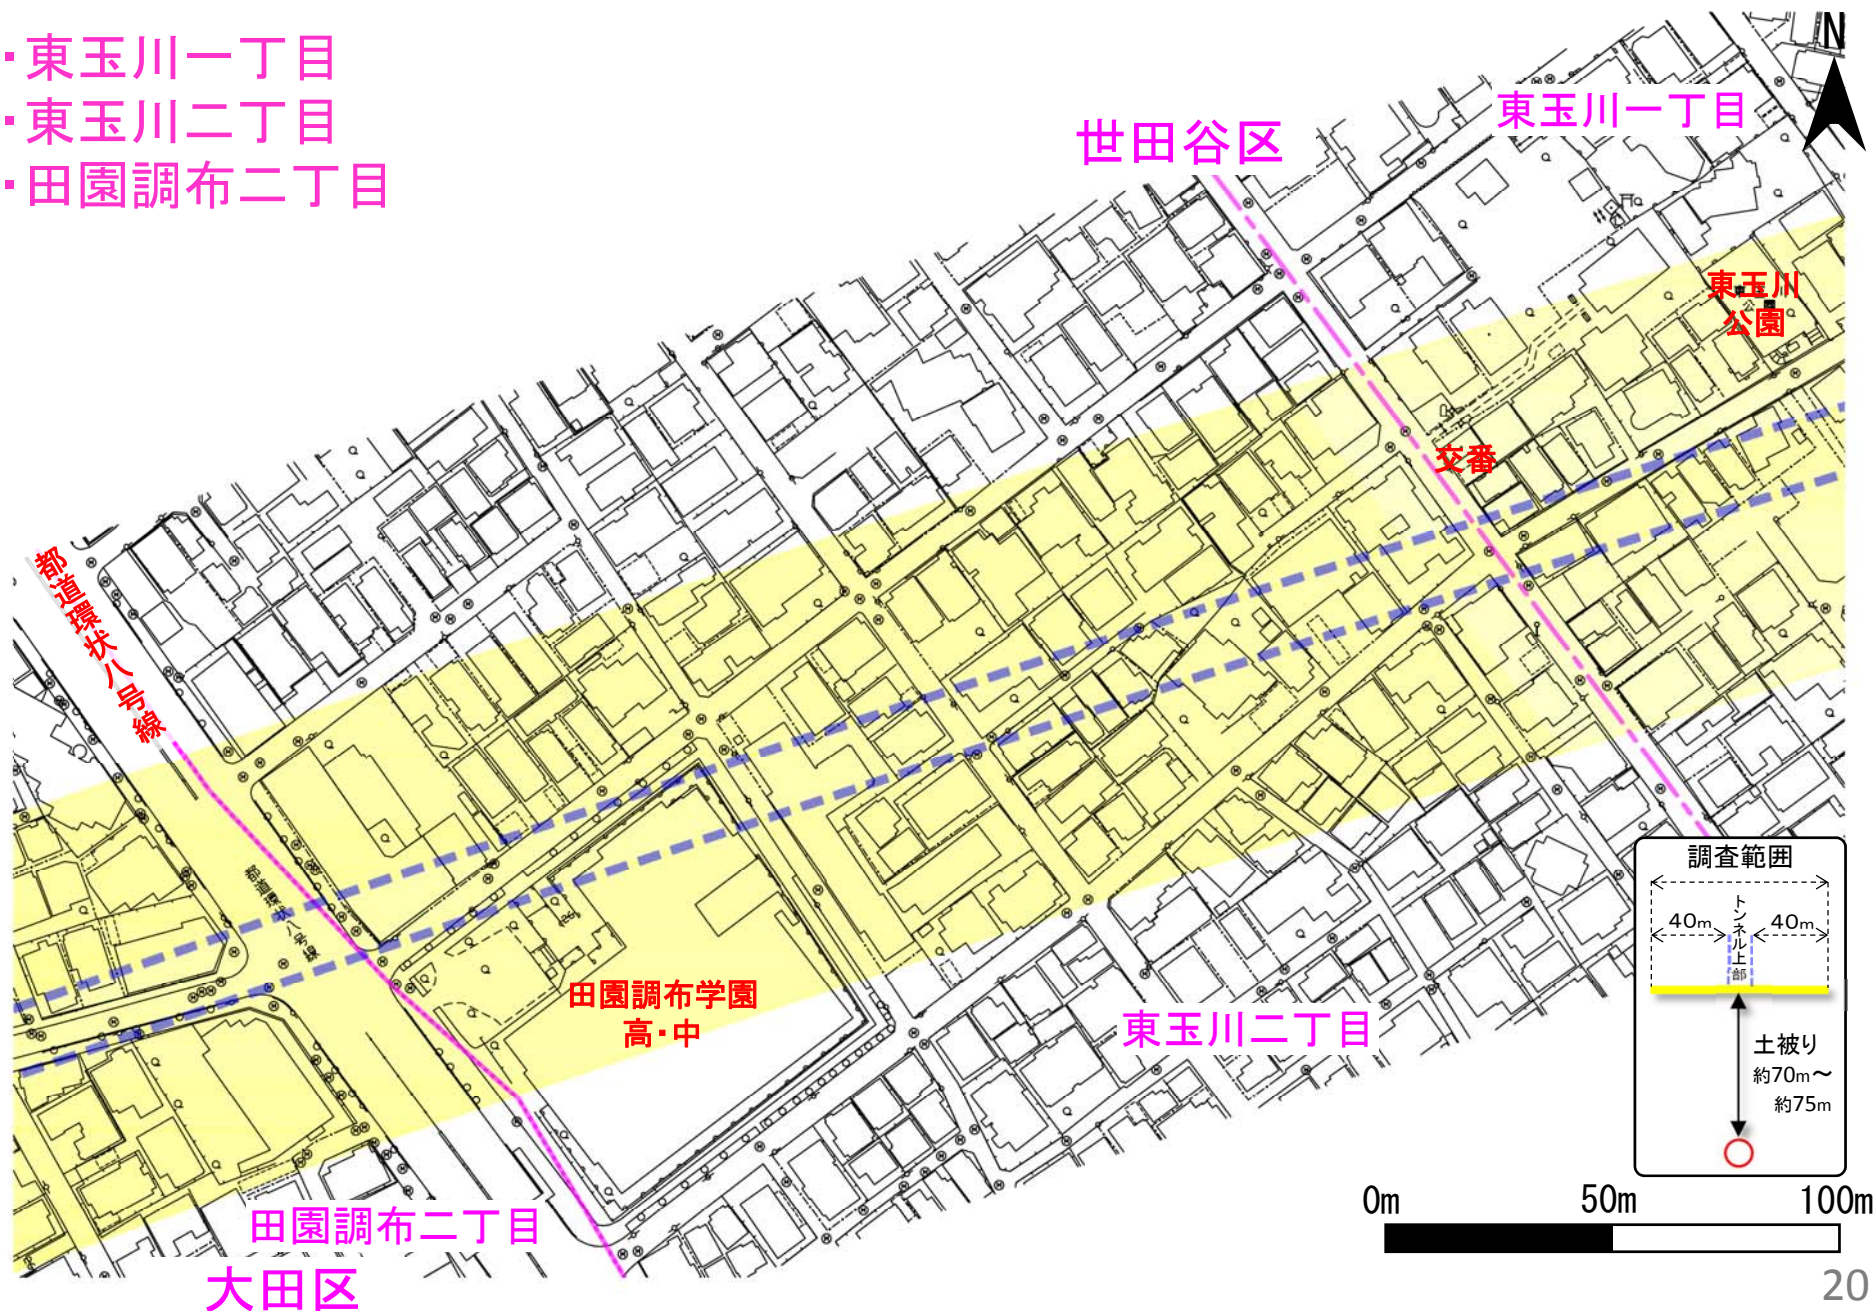 ・東玉川一丁目
・東玉川二丁目
・田園調布二丁目
N
東玉川一丁目
世田谷区
東玉川
公園
交番
都道環状八号線
都道環状八号線
田園調布学園
高・中
東玉川二丁目
田園調布二丁目
大田区
調査範囲
40m
トンネル上部
40m
土被り
約70m～
約75m
0m 50m 100m
20